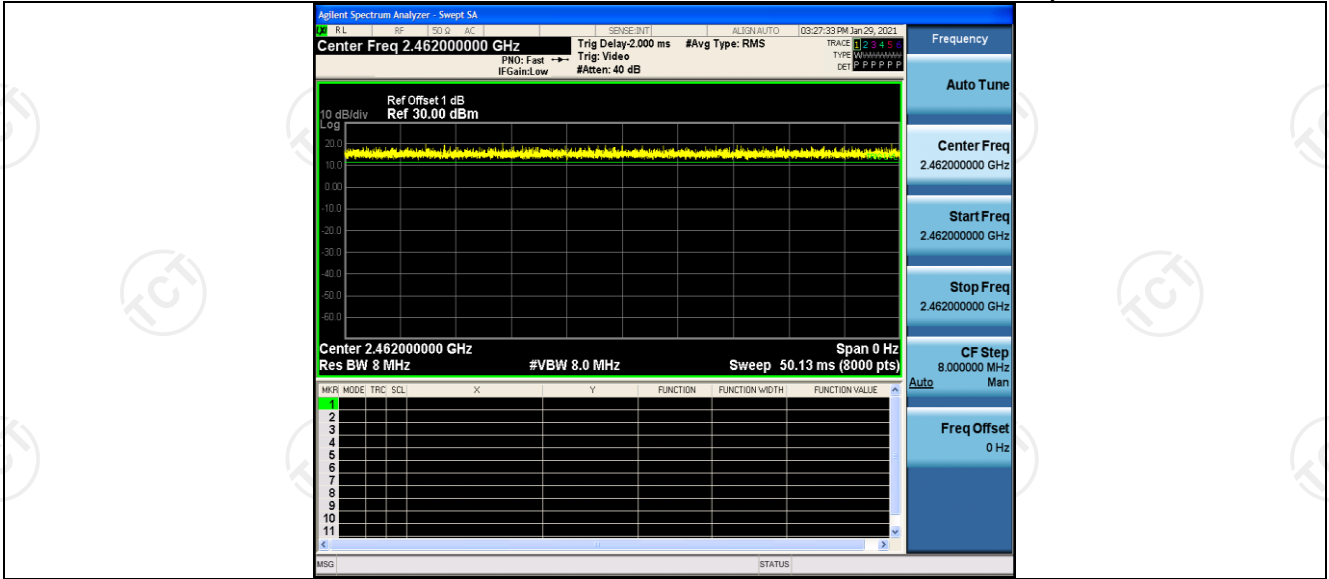 Agilent Spectrum Analyzer - Swept SA
RL RF 50 Ω AC SENSE:INT ALIGN AUTO 03:27:33 PM Jan 29, 2021
Center Freq 2.462000000 GHz
Trig Delay-2.000 ms #Avg Type: RMS
TRACE 1 2 3 4 5 6
PNO: Fast Trig: Video
TYPE
IFGain:Low #Atten: 40 dB
DET P P P P P P
Ref Offset 1 dB
10 dB/div Ref 30.00 dBm
Log
20.0
10.0
0.00
-10.0
-20.0
-30.0
-40.0
-50.0
-60.0
Center 2.462000000 GHz Span 0 Hz
Res BW 8 MHz #VBW 8.0 MHz Sweep 50.13 ms (8000 pts)
MKR MODE TRC SCL X Y FUNCTION FUNCTION WIDTH FUNCTION VALUE
1
2
3
4
5
6
7
8
9
10
11
MSG STATUS
Frequency
Auto Tune
Center Freq
2.462000000 GHz
Start Freq
2.462000000 GHz
Stop Freq
2.462000000 GHz
CF Step
8.000000 MHz
Auto Man
Freq Offset
0 Hz
TCT
TCT